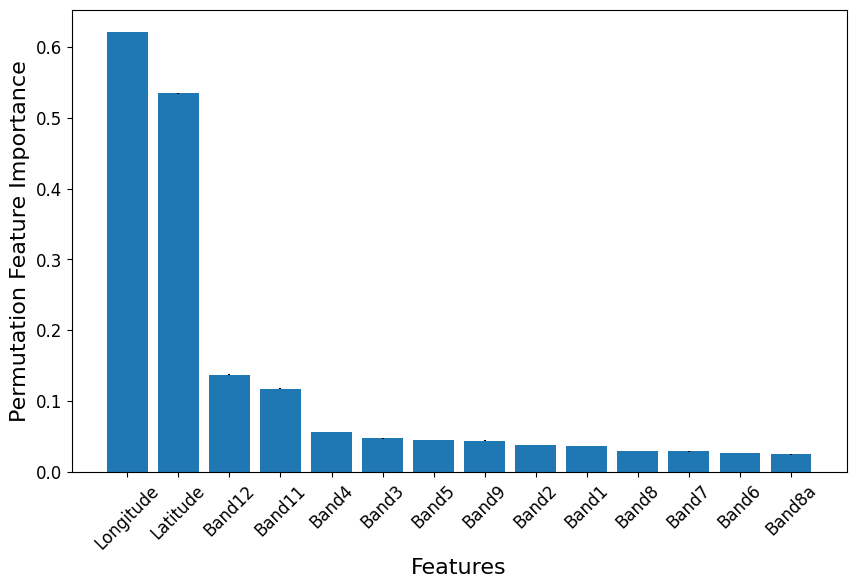 Permutation Feature Importance
0.6
0.5
0.4
0.3
0.2
0.1
0.0
Longitude
Latitude
Band12
Band11
Band4
Band3
Band5
Band9
Band2
Band1
Band8
Band7
Band6
Band8a
Features